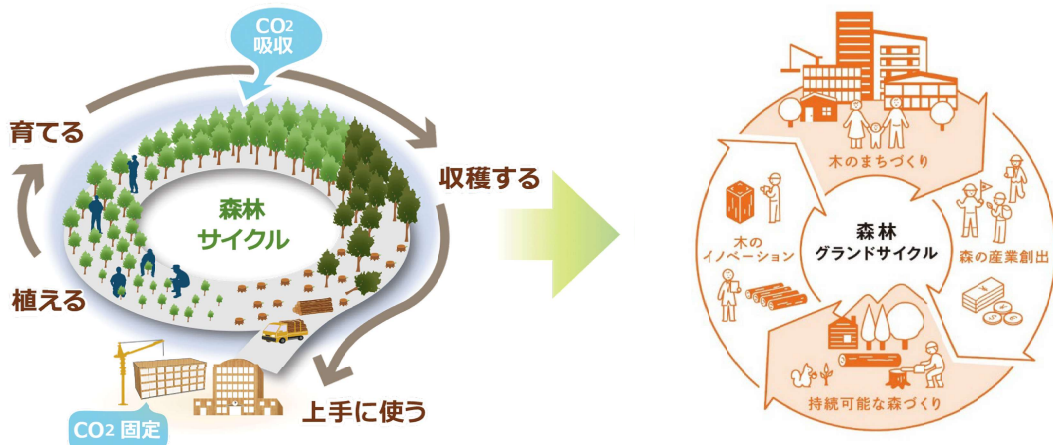 CO2
吸収
育てる
収穫する
森林
サイクル
植える
上手に使う
CO2 固定
木のまちづくり
木の
イノベーション
森林
グランドサイクル
森の産業創出
持続可能な森づくり
¥
$
€